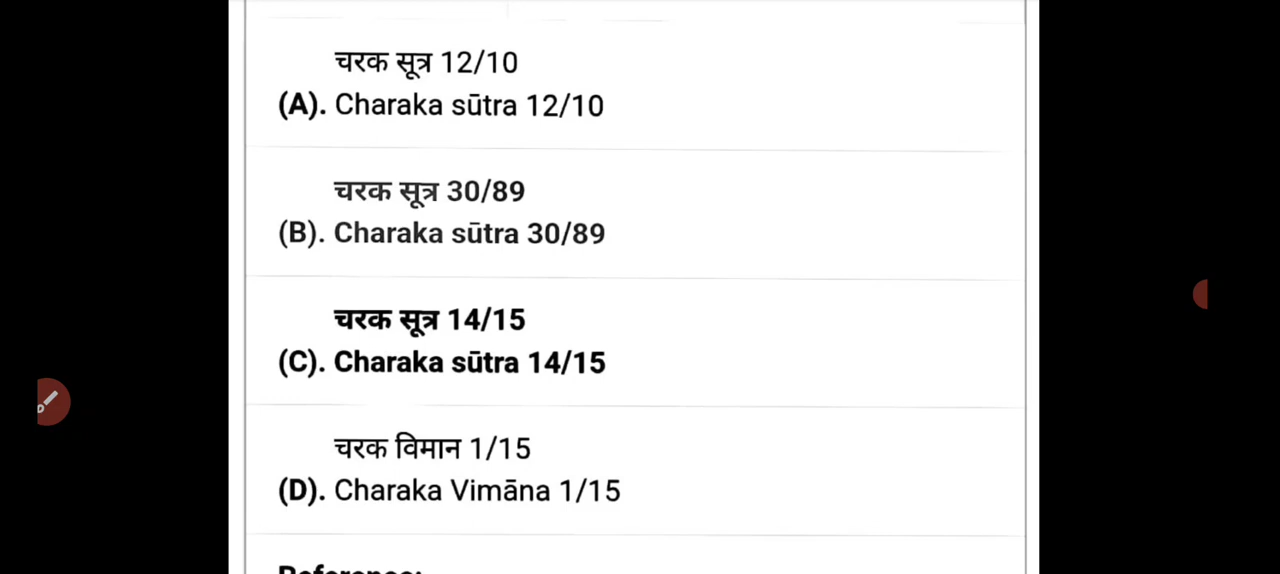 चरक सूत्र 12/10
(A). Charaka sūtra 12/10
चरक सूत्र 30/89
(B). Charaka sūtra 30/89
चरक सूत्र 14/15
(C). Charaka sūtra 14/15
चरक विमान 1/15
(D). Charaka Vimāna 1/15
Reference: